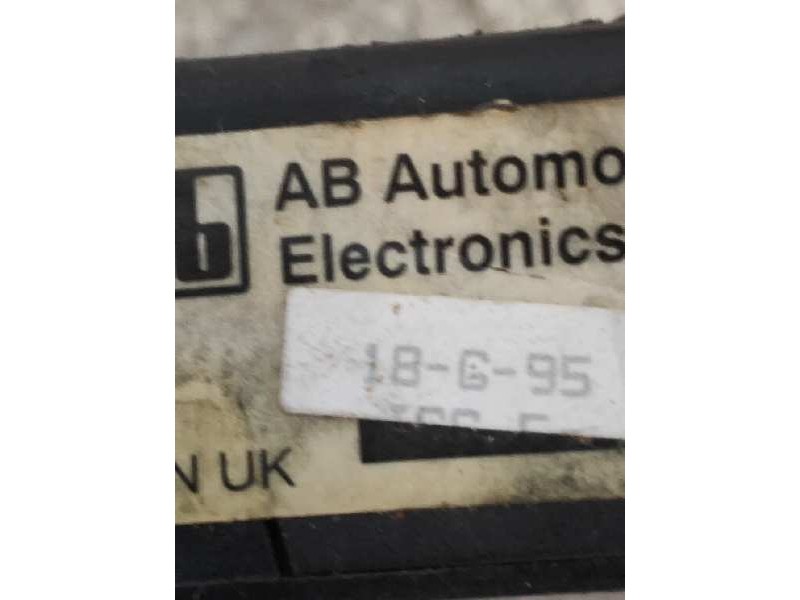 b AB Automo
Electronics
18-6-95
N UK